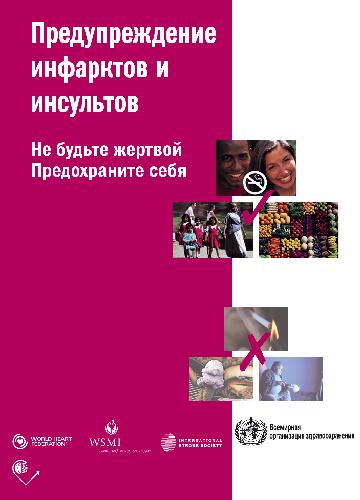 Предупреждение
инфарктов и
инсультов
Не будьте жертвой
Предохраните себя
WORLD HEART
FEDERATION
WSMI
INTERNATIONAL
STROKE SOCIETY
Всемирная
организация здравоохранения